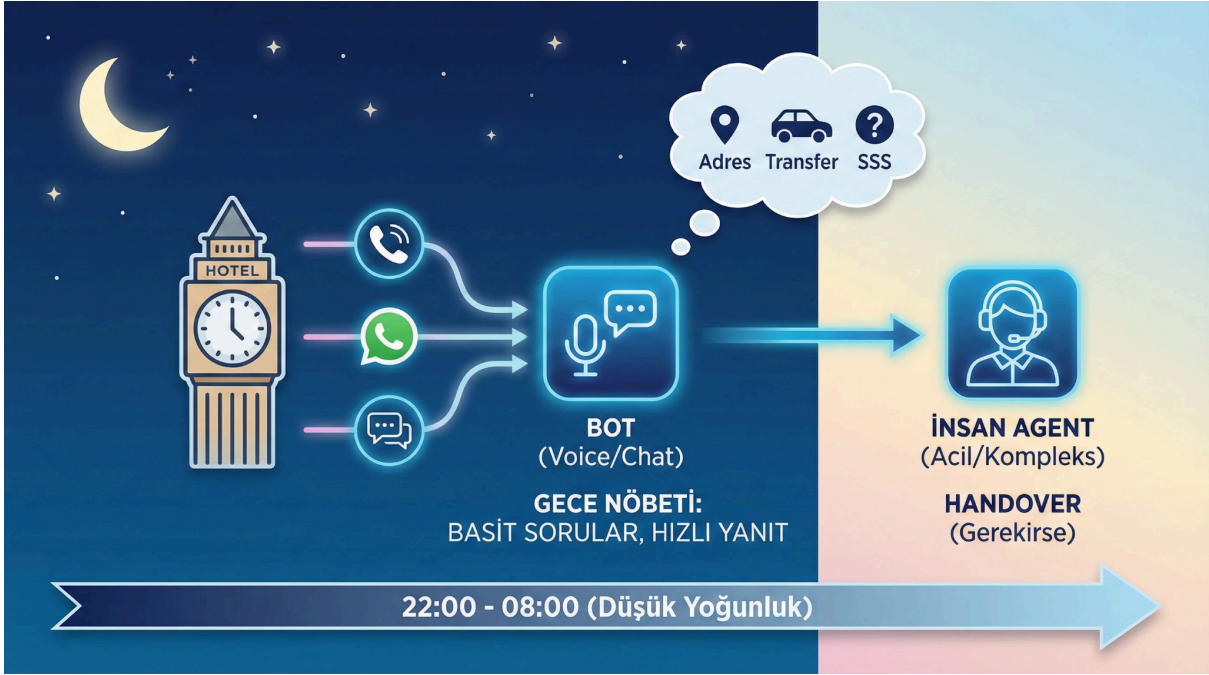 Adres Transfer SSS
HOTEL
BOT
(Voice/Chat)
GECE NÖBETİ:
BASİT SORULAR, HIZLI YANIT
İNSAN AGENT
(Acil/Kompleks)
HANDOVER
(Gerekirse)
22:00 - 08:00 (Düşük Yoğunluk)